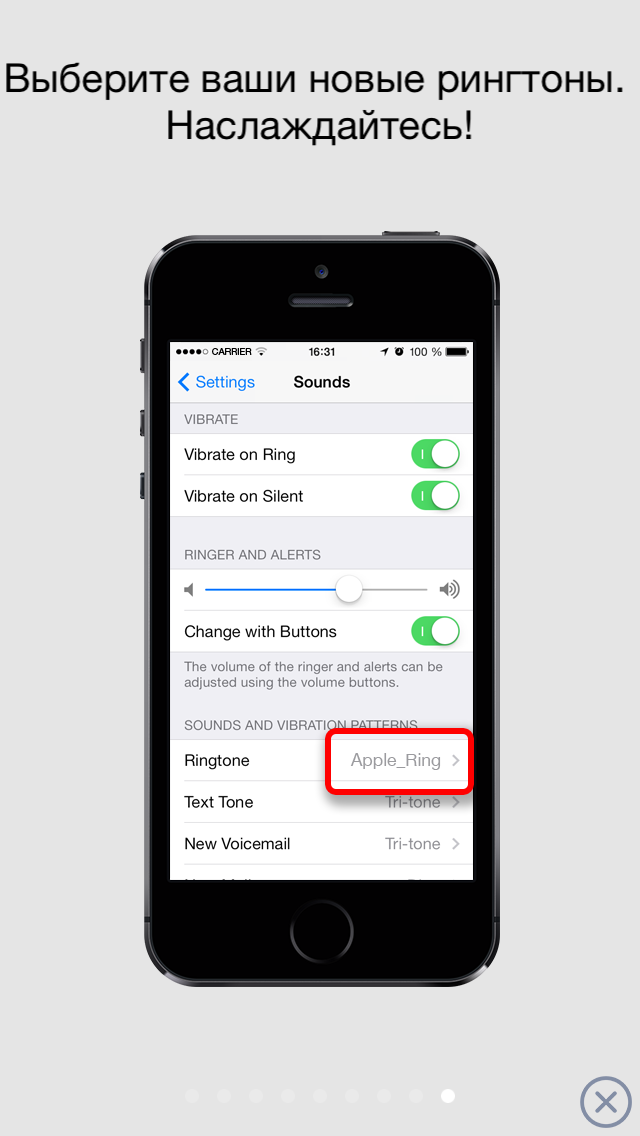 Выберите ваши новые рингтоны.
Наслаждайтесь!
CARRIER 16:31 100 %
Settings Sounds
VIBRATE
Vibrate on Ring
Vibrate on Silent
RINGER AND ALERTS
Change with Buttons
The volume of the ringer and alerts can be
adjusted using the volume buttons.
SOUNDS AND VIBRATION PATTERNS
Ringtone Apple_Ring
Text Tone Tri-tone
New Voicemail Tri-tone